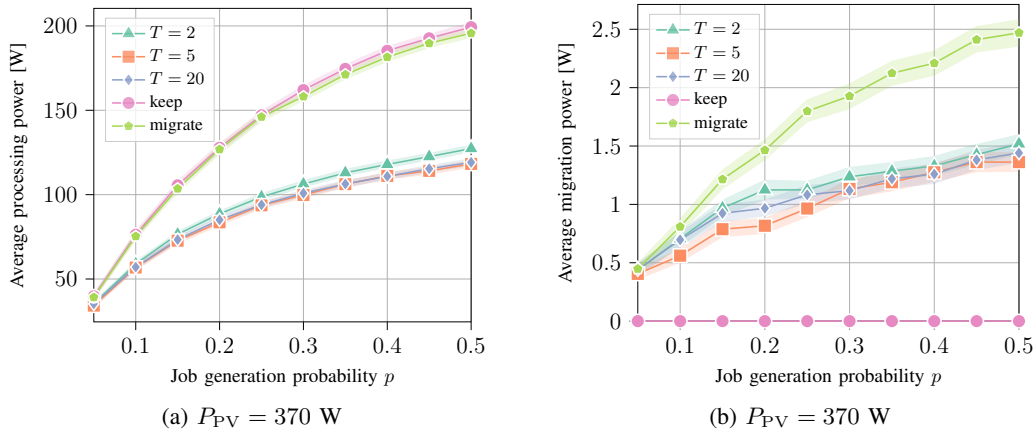 Average processing power [W]
200
150
100
50
T = 2
T = 5
T = 20
keep
migrate
0.1 0.2 0.3 0.4 0.5
Job generation probability p
(a) P_PV = 370 W
Average migration power [W]
2.5
2
1.5
1
0.5
0
T = 2
T = 5
T = 20
keep
migrate
0.1 0.2 0.3 0.4 0.5
Job generation probability p
(b) P_PV = 370 W